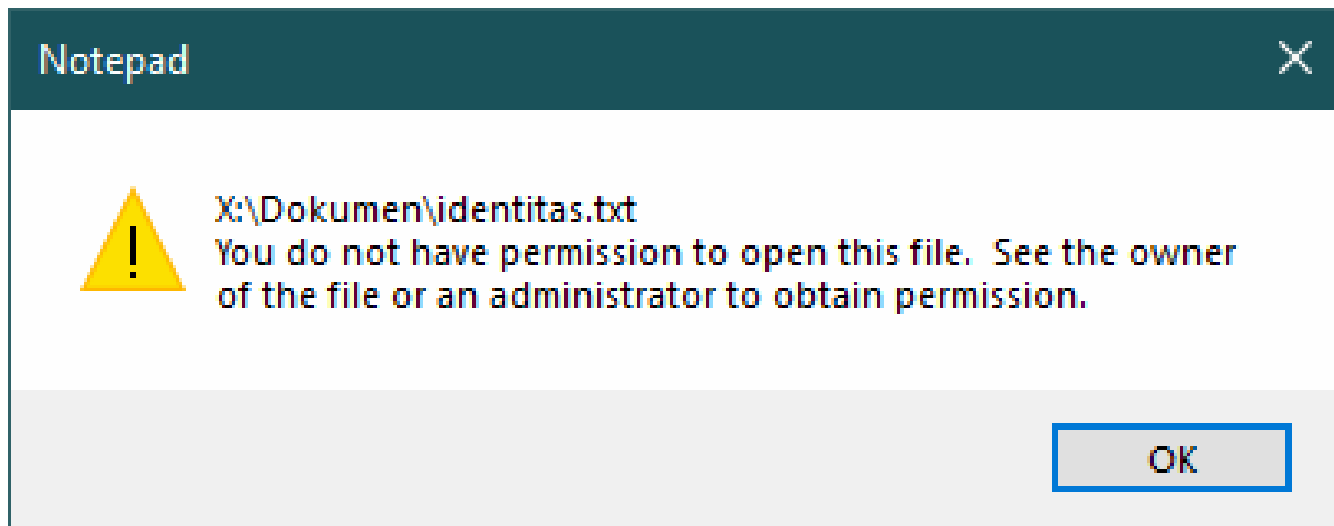 Notepad
X:\Dokumen\identitas.txt
You do not have permission to open this file.  See the owner
of the file or an administrator to obtain permission.
OK